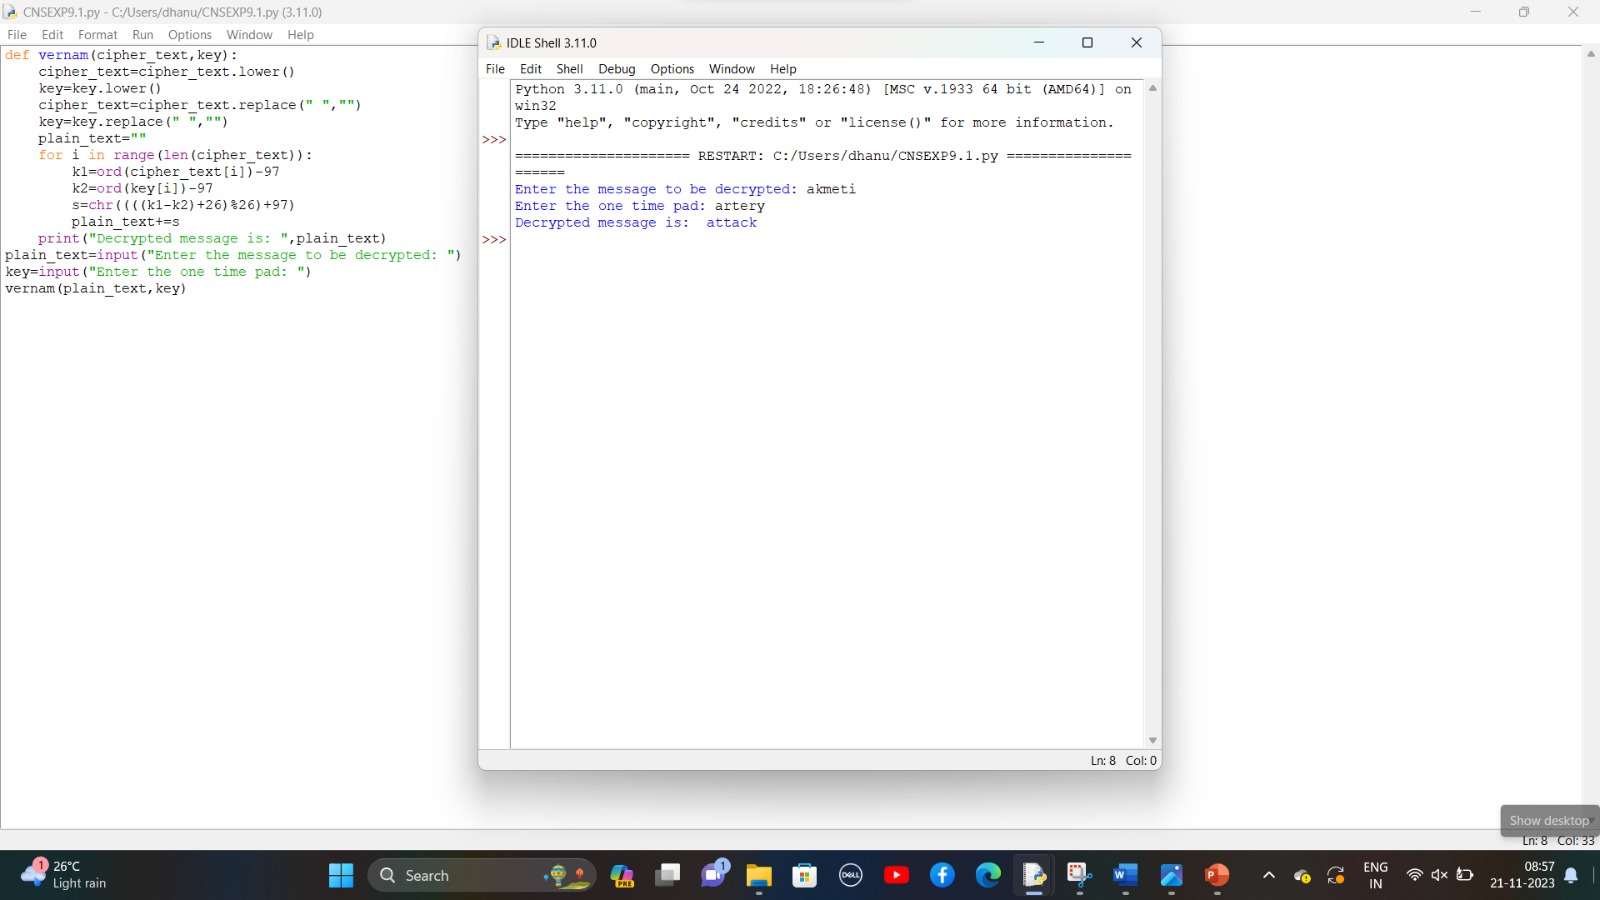 CNSEXP9.1.py - C:/Users/dhanu/CNSEXP9.1.py (3.11.0)
File Edit Format Run Options Window Help
def vernam(cipher_text,key):
    cipher_text=cipher_text.lower()
    key=key.lower()
    cipher_text=cipher_text.replace(" ","")
    key=key.replace(" ","")
    plain_text=""
    for i in range(len(cipher_text)):
        k1=ord(cipher_text[i])-97
        k2=ord(key[i])-97
        s=chr((((k1-k2)+26)%26)+97)
        plain_text+=s
    print("Decrypted message is: ",plain_text)
plain_text=input("Enter the message to be decrypted: ")
key=input("Enter the one time pad: ")
vernam(plain_text,key)
IDLE Shell 3.11.0
File Edit Shell Debug Options Window Help
Python 3.11.0 (main, Oct 24 2022, 18:26:48) [MSC v.1933 64 bit (AMD64)] on
win32
Type "help", "copyright", "credits" or "license()" for more information.
>>>
===================== RESTART: C:/Users/dhanu/CNSEXP9.1.py ===============
======
Enter the message to be decrypted: akmeti
Enter the one time pad: artery
Decrypted message is:  attack
>>>
Ln: 8 Col: 0
Show desktop
Ln: 8 Col: 33
1
26°C
Light rain
Search
PRE
1
DELL
W
P
ENG
IN
08:57
21-11-2023